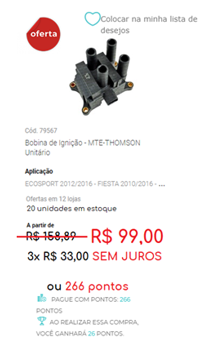 Colocar na minha lista de
desejos
oferta
Cód: 79567
Bobina de Ignição - MTE-THOMSON
Unitário
Aplicação
ECOSPORT 2012/2016 - FIESTA 2010/2016 - ...
Ofertas em 12 lojas
20 unidades em estoque
A partir de
R$ 158,89 R$ 99,00
3x R$ 33,00 SEM JUROS
ou 266 pontos
PAGUE COM PONTOS: 266
PONTOS
AO REALIZAR ESSA COMPRA,
VOCÊ GANHARÁ 26 PONTOS.